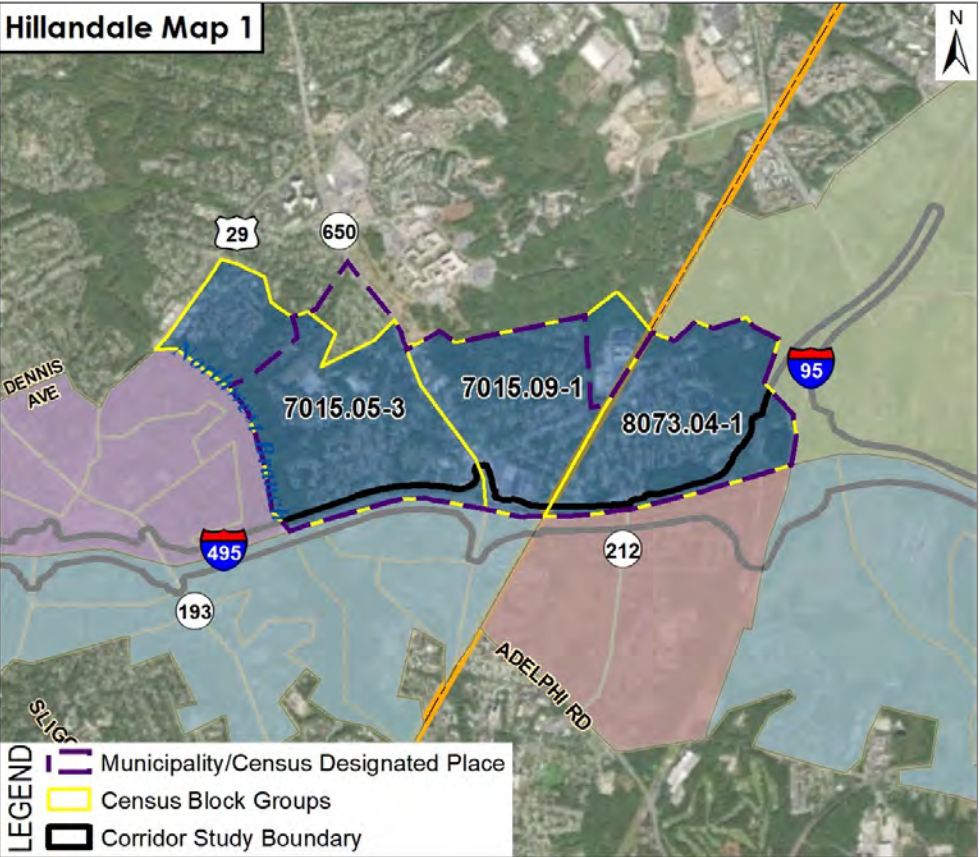 Hillandale Map 1
N
29
650
DENNIS
AVE
7015.05-3
7015.09-1
8073.04-1
95
495
212
193
ADELPHI RD
LEGEND
Municipality/Census Designated Place
Census Block Groups
Corridor Study Boundary